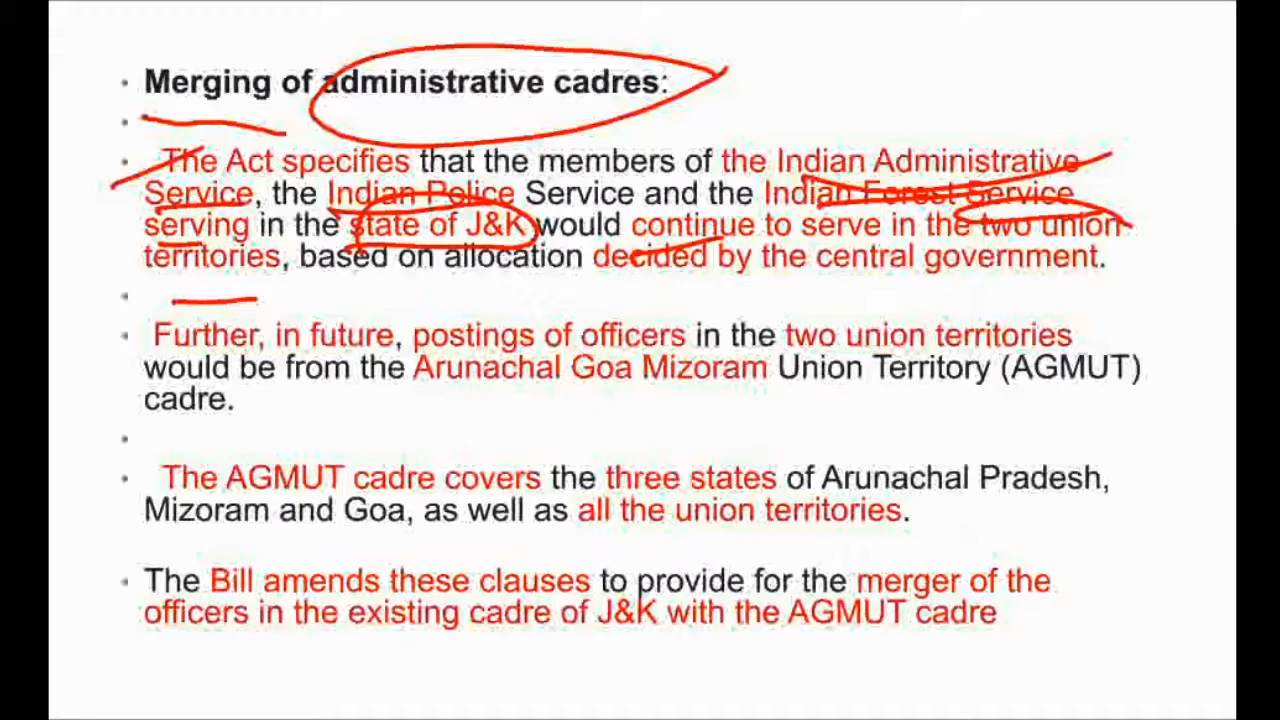 • Merging of administrative cadres:
•
• The Act specifies that the members of the Indian Administrative
Service, the Indian Police Service and the Indian Forest Service
serving in the state of J&K would continue to serve in the two union
territories, based on allocation decided by the central government.
•
• Further, in future, postings of officers in the two union territories
would be from the Arunachal Goa Mizoram Union Territory (AGMUT)
cadre.
•
• The AGMUT cadre covers the three states of Arunachal Pradesh,
Mizoram and Goa, as well as all the union territories.
• The Bill amends these clauses to provide for the merger of the
officers in the existing cadre of J&K with the AGMUT cadre